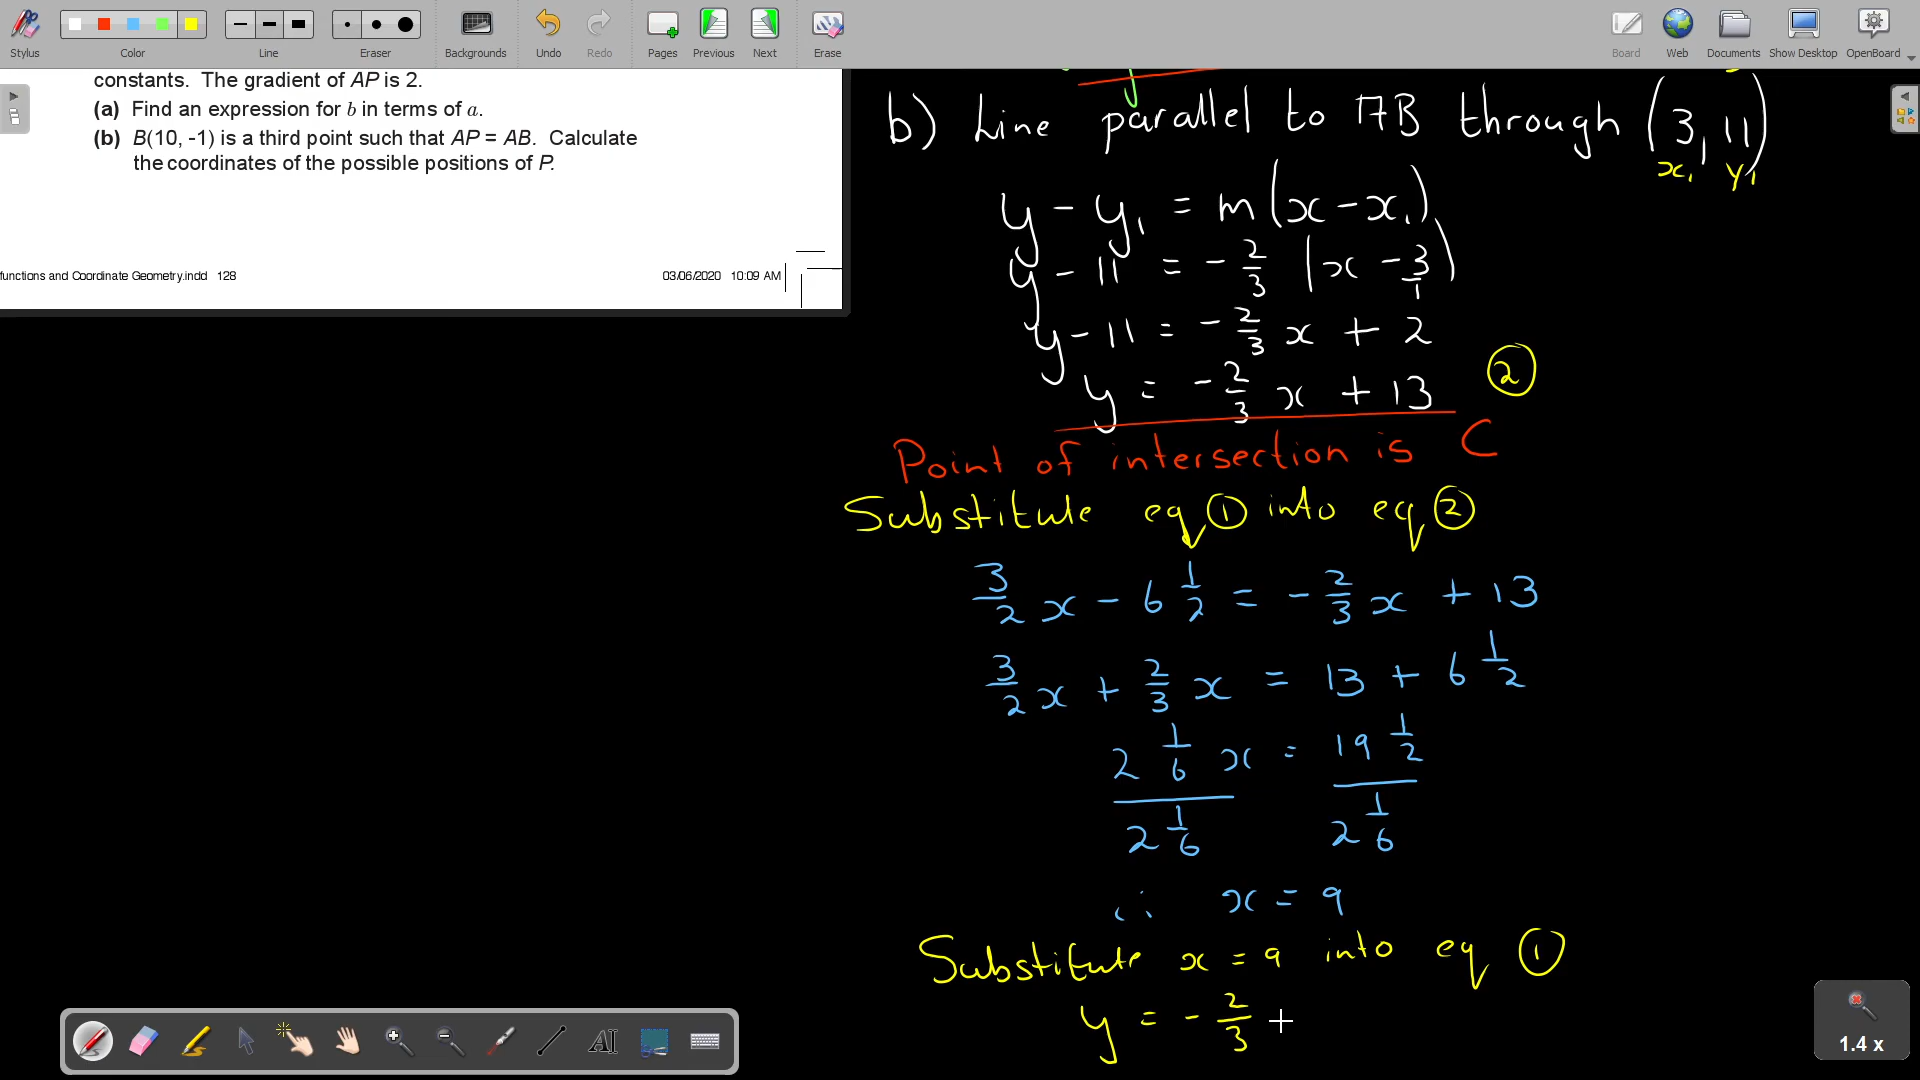 Stylus Color Line Eraser Backgrounds Undo Redo Pages Previous Next Erase Board Web Documents Show Desktop OpenBoard
constants. The gradient of AP is 2.
(a) Find an expression for b in terms of a.
(b) B(10, -1) is a third point such that AP = AB. Calculate
the coordinates of the possible positions of P.
functions and Coordinate Geometry.indd 128 03/06/2020 10:09 AM
b) Line parallel to AB through (3, 11)
x₁ y₁
y - y₁ = m(x - x₁)
y - 11 = -2/3 (x - 3/1)
y - 11 = -2/3 x + 2
y = -2/3 x + 13 ②
Point of intersection is C
Substitute eq ① into eq ②
3/2 x - 6 1/2 = -2/3 x + 13
3/2 x + 2/3 x = 13 + 6 1/2
2 1/6 x = 19 1/2
2 1/6 2 1/6
∴ x = 9
Substitute x = 9 into eq ①
y = -2/3
1.4 x